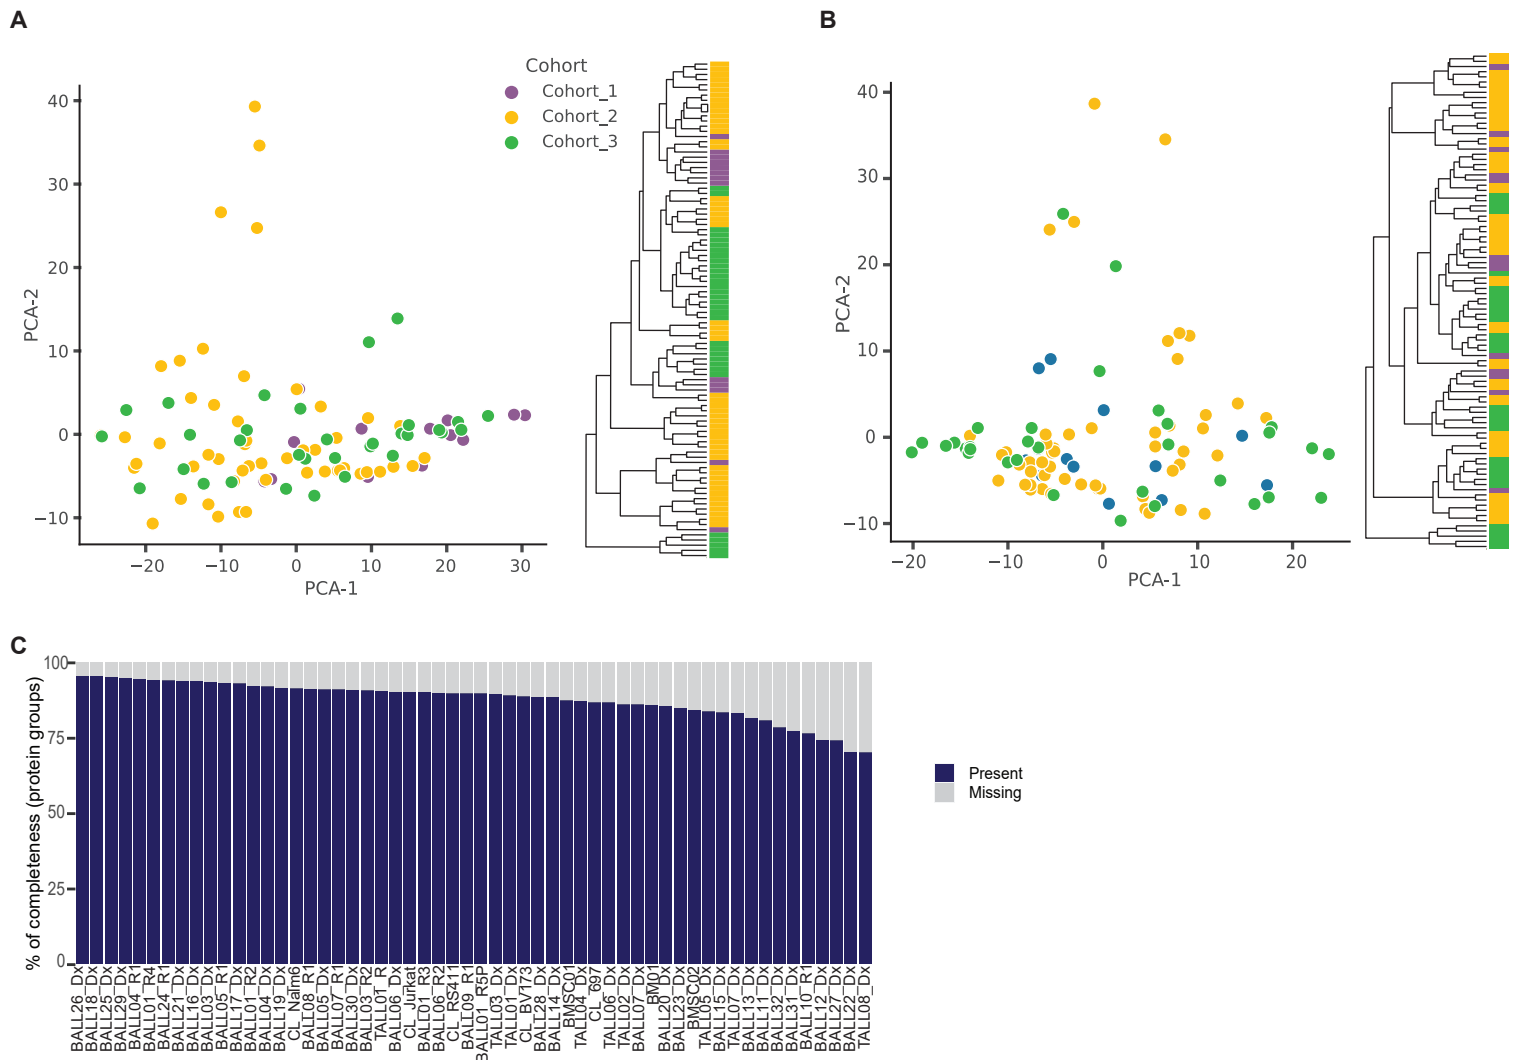 A
B
Cohort
Cohort_1
Cohort_2
Cohort_3
40
30
20
10
0
−10
PCA-2
−20
−10
0
10
20
30
PCA-1
40
30
20
10
0
−10
PCA-2
−20
−10
0
10
20
PCA-1
C
100
75
50
25
0
% of completeness (protein groups)
Present
Missing
BALL26_Dx
BALL18_Dx
BALL25_Dx
BALL29_Dx
BALL04_R1
BALL01_R4
BALL24_R1
BALL21_Dx
BALL16_Dx
BALL03_Dx
BALL05_R1
BALL17_Dx
BALL01_R2
BALL04_Dx
BALL19_Dx
CL_Nalm6
BALL08_R1
BALL05_Dx
BALL07_R1
BALL30_Dx
BALL03_R2
TALL01_R
BALL06_Dx
CL_Jurkat
BALL01_R3
BALL06_R2
CL_RS411
BALL09_R1
BALL01_R5P
TALL03_Dx
TALL01_Dx
CL_BV173
BALL28_Dx
BALL14_Dx
BMSC01
TALL04_Dx
CL_697
TALL06_Dx
TALL02_Dx
BALL07_Dx
BM01
BALL20_Dx
BALL23_Dx
BMSC02
TALL05_Dx
BALL15_Dx
TALL07_Dx
BALL13_Dx
BALL11_Dx
BALL32_Dx
BALL31_Dx
BALL10_R1
BALL12_Dx
BALL27_Dx
BALL22_Dx
TALL08_Dx